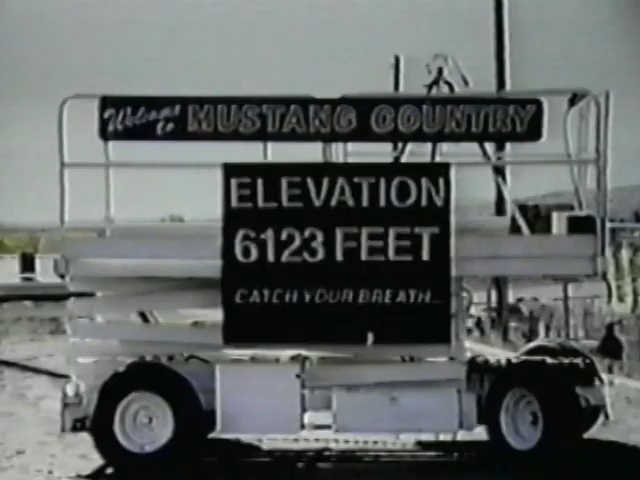 Welcome to MUSTANG COUNTRY
ELEVATION
6123 FEET
CATCH YOUR BREATH...